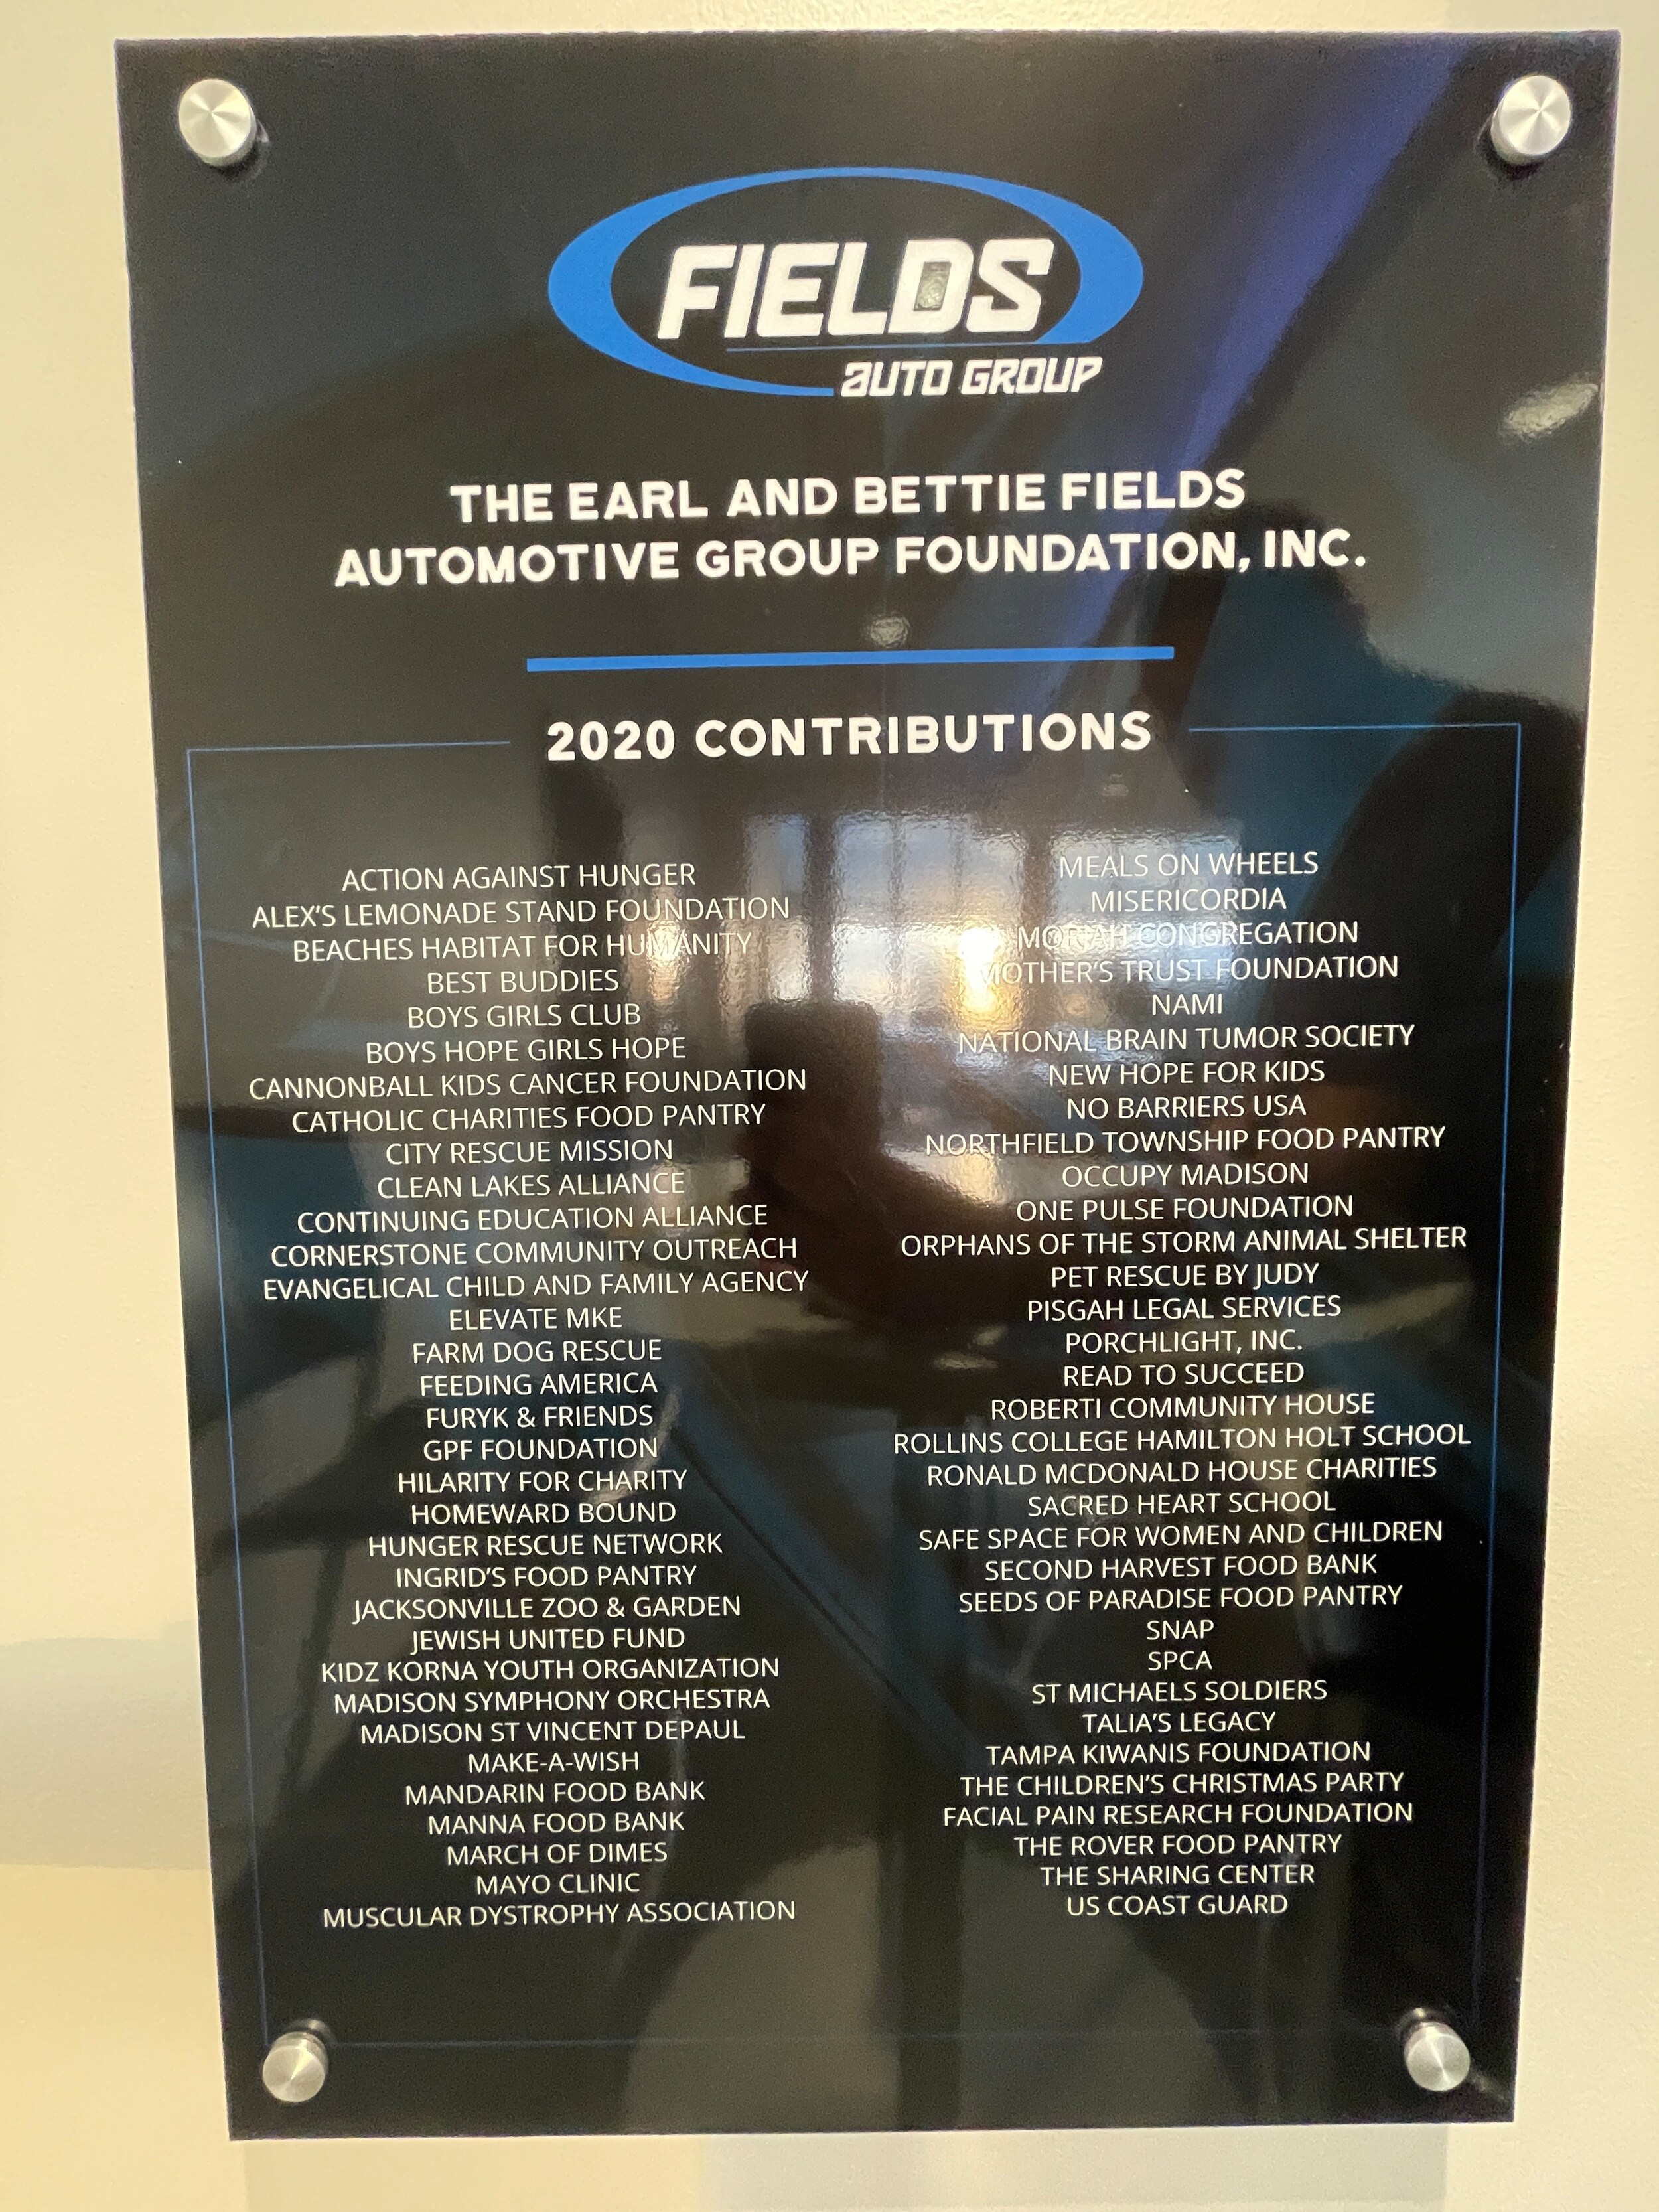 FIELDS
AUTO GROUP
THE EARL AND BETTIE FIELDS
AUTOMOTIVE GROUP FOUNDATION, INC.
2020 CONTRIBUTIONS
ACTION AGAINST HUNGER
ALEX'S LEMONADE STAND FOUNDATION
BEACHES HABITAT FOR HUMANITY
BEST BUDDIES
BOYS GIRLS CLUB
BOYS HOPE GIRLS HOPE
CANNONBALL KIDS CANCER FOUNDATION
CATHOLIC CHARITIES FOOD PANTRY
CITY RESCUE MISSION
CLEAN LAKES ALLIANCE
CONTINUING EDUCATION ALLIANCE
CORNERSTONE COMMUNITY OUTREACH
EVANGELICAL CHILD AND FAMILY AGENCY
ELEVATE MKE
FARM DOG RESCUE
FEEDING AMERICA
FURYK & FRIENDS
GPF FOUNDATION
HILARITY FOR CHARITY
HOMEWARD BOUND
HUNGER RESCUE NETWORK
INGRID'S FOOD PANTRY
JACKSONVILLE ZOO & GARDEN
JEWISH UNITED FUND
KIDZ KORNA YOUTH ORGANIZATION
MADISON SYMPHONY ORCHESTRA
MADISON ST VINCENT DEPAUL
MAKE-A-WISH
MANDARIN FOOD BANK
MANNA FOOD BANK
MARCH OF DIMES
MAYO CLINIC
MUSCULAR DYSTROPHY ASSOCIATION
MEALS ON WHEELS
MISERICORDIA
MORIAH CONGREGATION
MOTHER'S TRUST FOUNDATION
NAMI
NATIONAL BRAIN TUMOR SOCIETY
NEW HOPE FOR KIDS
NO BARRIERS USA
NORTHFIELD TOWNSHIP FOOD PANTRY
OCCUPY MADISON
ONE PULSE FOUNDATION
ORPHANS OF THE STORM ANIMAL SHELTER
PET RESCUE BY JUDY
PISGAH LEGAL SERVICES
PORCHLIGHT, INC.
READ TO SUCCEED
ROBERTI COMMUNITY HOUSE
ROLLINS COLLEGE HAMILTON HOLT SCHOOL
RONALD MCDONALD HOUSE CHARITIES
SACRED HEART SCHOOL
SAFE SPACE FOR WOMEN AND CHILDREN
SECOND HARVEST FOOD BANK
SEEDS OF PARADISE FOOD PANTRY
SNAP
SPCA
ST MICHAELS SOLDIERS
TALIA'S LEGACY
TAMPA KIWANIS FOUNDATION
THE CHILDREN'S CHRISTMAS PARTY
FACIAL PAIN RESEARCH FOUNDATION
THE ROVER FOOD PANTRY
THE SHARING CENTER
US COAST GUARD